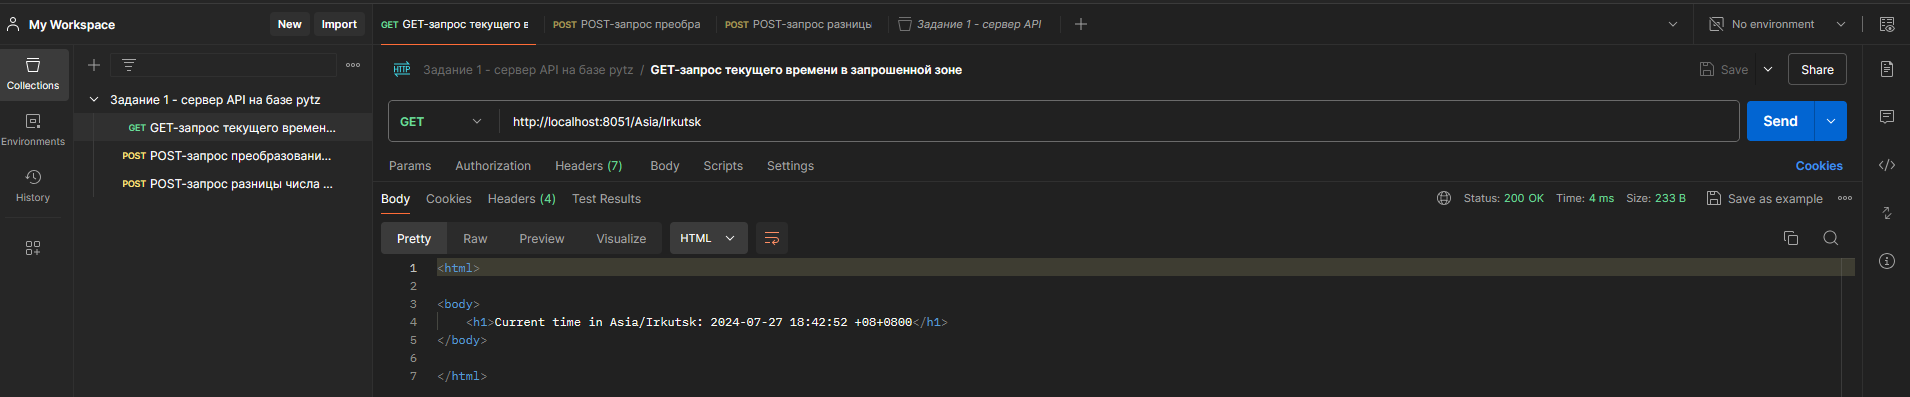 My Workspace
New
Import
GET GET-запрос текущего в
POST POST-запрос преобра
POST POST-запрос разницы
Задание 1 - сервер API
No environment
Collections
Environments
History
Задание 1 - сервер API на базе pytz
GET GET-запрос текущего времен...
POST POST-запрос преобразовани...
POST POST-запрос разницы числа ...
HTTP Задание 1 - сервер API на базе pytz / GET-запрос текущего времени в запрошенной зоне
Save
Share
GET
http://localhost:8051/Asia/Irkutsk
Send
Params Authorization Headers (7) Body Scripts Settings
Cookies
Body Cookies Headers (4) Test Results
Status: 200 OK Time: 4 ms Size: 233 B
Save as example
Pretty Raw Preview Visualize HTML
1 <html>
2
3 <body>
4 <h1>Current time in Asia/Irkutsk: 2024-07-27 18:42:52 +08+0800</h1>
5 </body>
6
7 </html>